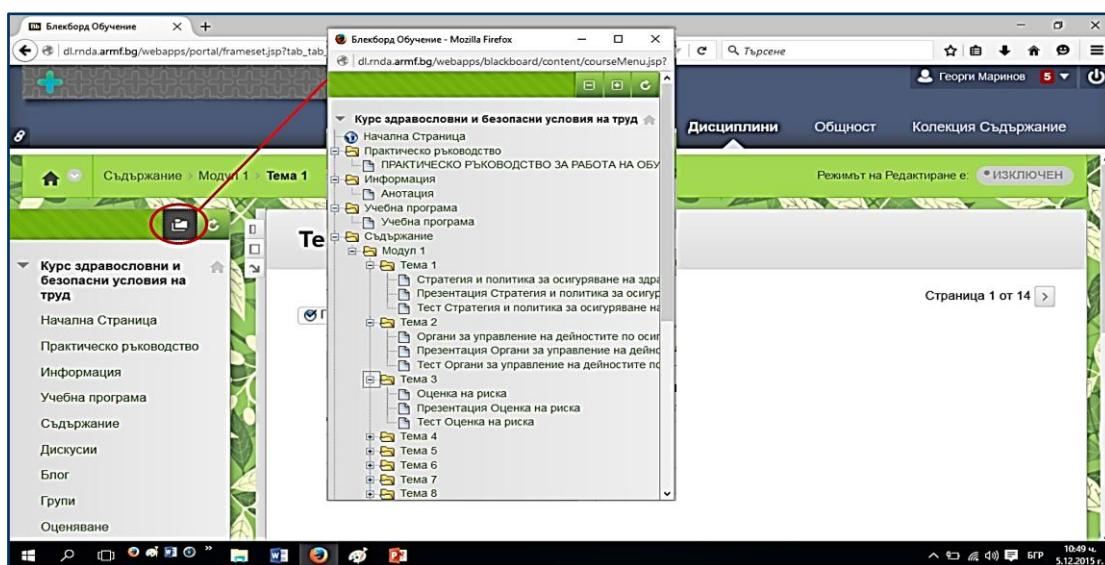 Блекборд Обучение
dl.rnda.armf.bg/webapps/portal/frameset.jsp?tab_tab_
Търсене
Георги Маринов 5
Дисциплини Общност Колекция Съдържание
Съдържание > Модул 1 > Тема 1
Режимът на Редактиране е: ИЗКЛЮЧЕН
Те
Страница 1 от 14
Курс здравословни и
безопасни условия на
труд
Начална Страница
Практическо ръководство
Информация
Учебна програма
Съдържание
Дискусии
Блог
Групи
Оценяване
Блекборд Обучение - Mozilla Firefox
dl.rnda.armf.bg/webapps/blackboard/content/courseMenu.jsp?
Курс здравословни и безопасни условия на труд
Начална Страница
Практическо ръководство
ПРАКТИЧЕСКО РЪКОВОДСТВО ЗА РАБОТА НА ОБУ
Информация
Анотация
Учебна програма
Учебна програма
Съдържание
Модул 1
Тема 1
Стратегия и политика за осигуряване на здра
Презентация Стратегия и политика за осигур
Тест Стратегия и политика за осигуряване на
Тема 2
Органи за управление на дейностите по осиг
Презентация Органи за управление на дейно
Тест Органи за управление на дейностите по
Тема 3
Оценка на риска
Презентация Оценка на риска
Тест Оценка на риска
Тема 4
Тема 5
Тема 6
Тема 7
Тема 8
БГР
10:49 ч.
5.12.2015 г.